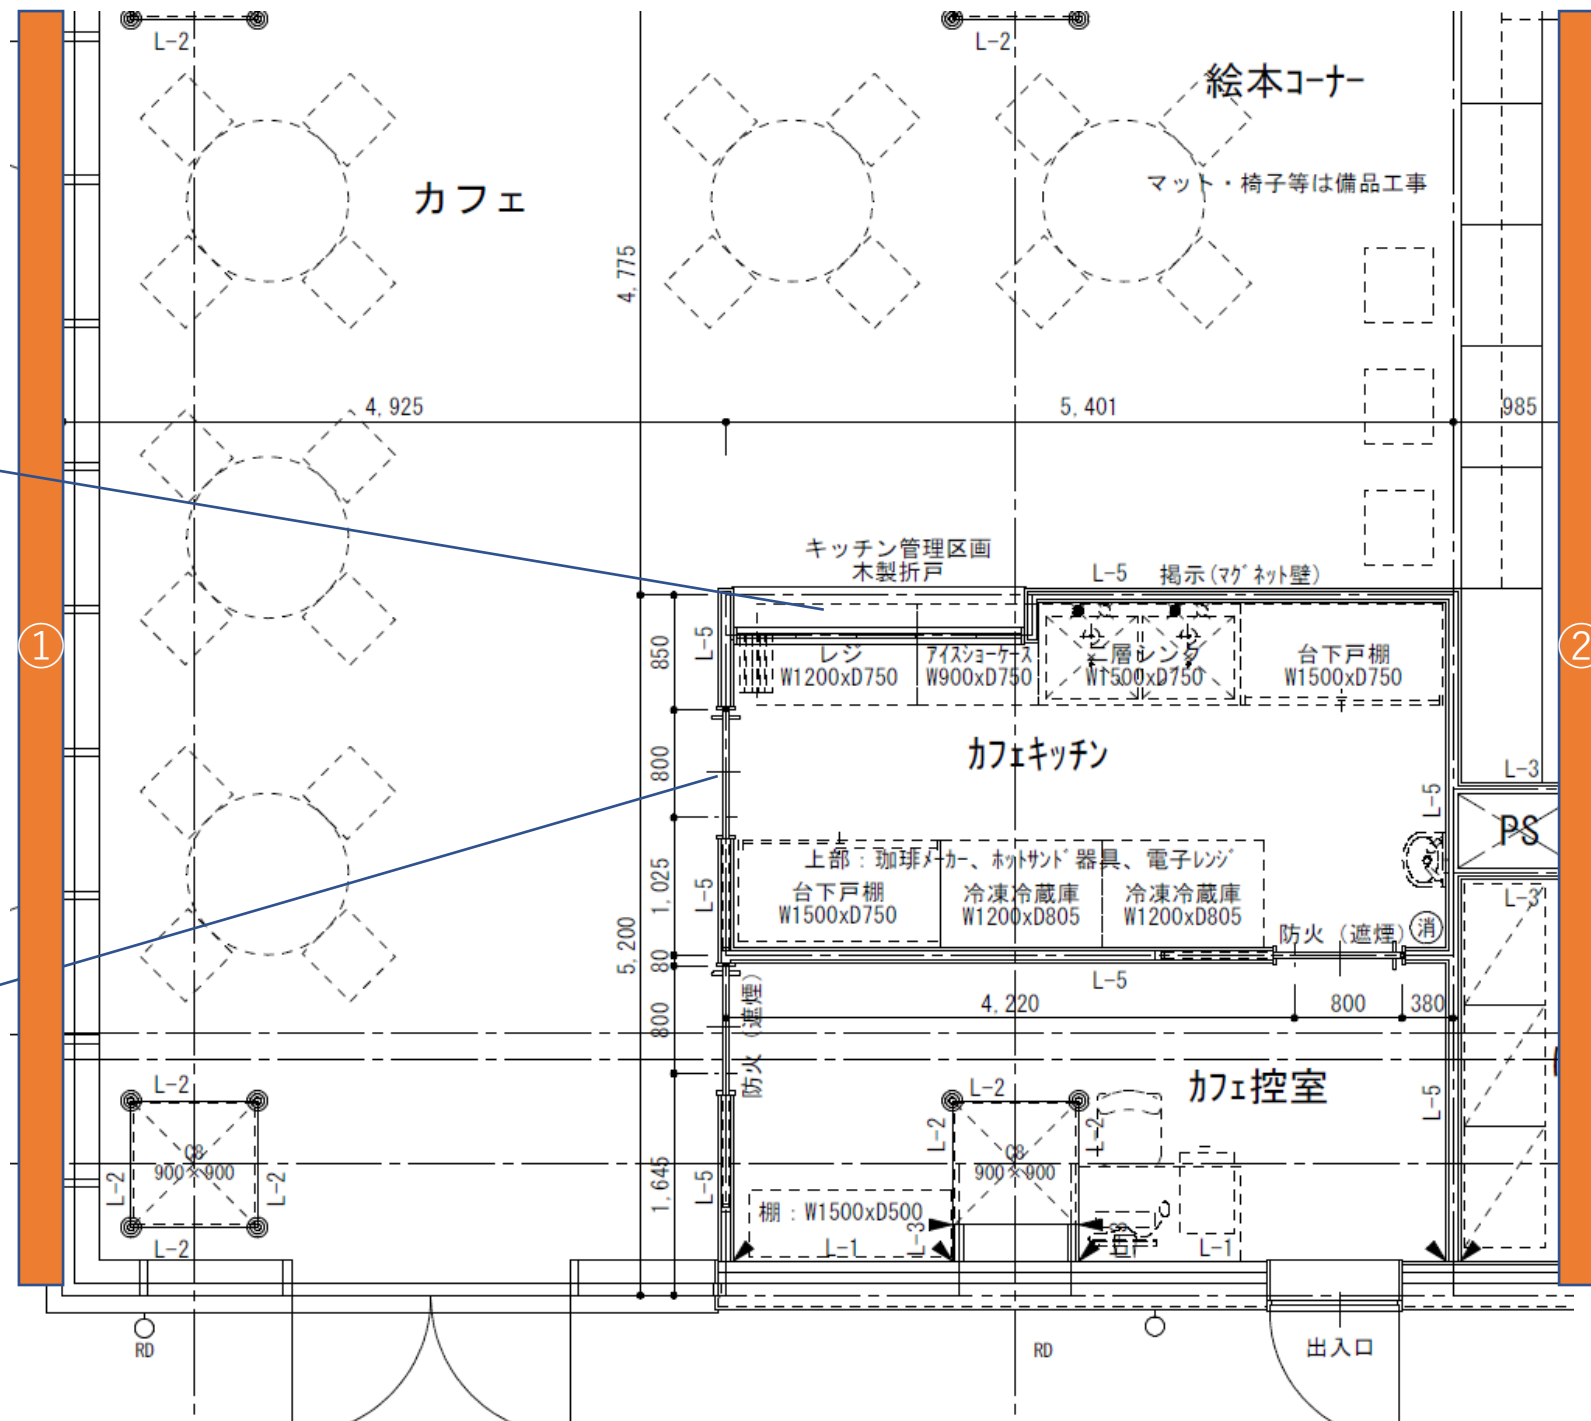 L-2
L-2
絵本コーナー
カフェ
マット・椅子等は備品工事
4,775
4,925
5,401
985
キッチン管理区画
木製折戸
L-5 掲示(マグネット壁)
①
②
850
L-5
レジ
W1200xD750
アイスショーケース
W900xD750
二層シンク
W1500xD750
台下戸棚
W1500xD750
800
カフェキッチン
L-3
L-5
PS
上部：珈琲メーカー、ホットサンド器具、電子レンジ
1,025
L-5
台下戸棚
W1500xD750
冷凍冷蔵庫
W1200xD805
冷凍冷蔵庫
W1200xD805
L-3
防火（遮煙）
消
5,200
80
L-5
4,220
800
380
800
防火（遮煙）
カフェ控室
L-2
L-2
L-5
L-2
L-2
C8
900×900
C8
900×900
L-2
L-2
1,645
L-5
棚：W1500xD500
L-3
L-2
L-1
L-1
RD
RD
出入口